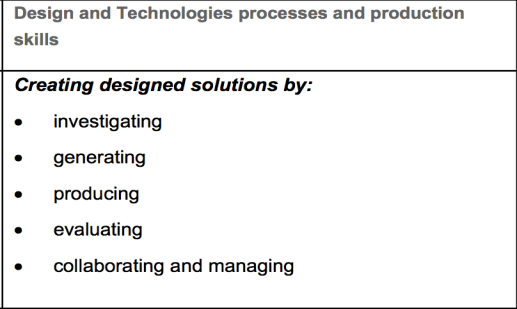 Design and Technologies processes and production
skills
Creating designed solutions by:
• investigating
• generating
• producing
• evaluating
• collaborating and managing